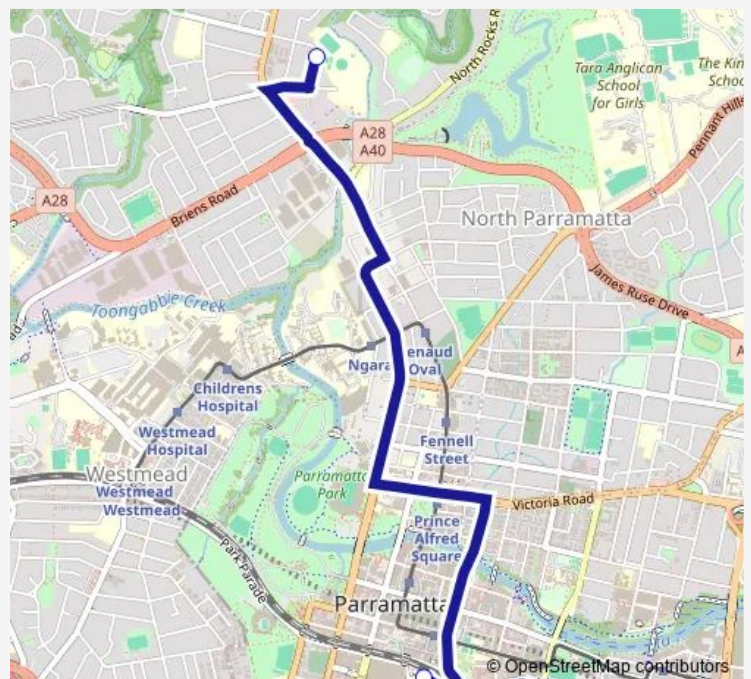 North Rocks R
Tara Anglican
School
for Girls
The Kin
Schoo
A28
A40
Pennant Hills
A28
Briens Road
North Parramatta
James Ruse Drive
Toongabbie Creek
ad
A
Ngara
enaud
Oval
Childrens
Hospital
Westmead
Hospital
Fennell
Street
Westmead
Westmead
Westmead
Parramatta
Park
Victoria Road
Prince
Alfred
Square
Park Parade
Parramatta
© OpenStreetMap contributors